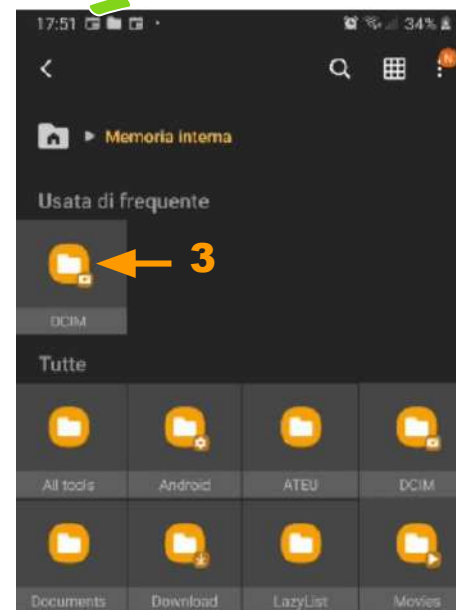 17:51 34%
N
Memoria interna
Usata di frequente
3
DCIM
Tutte
All tools Android ATEU DCIM
Documents Download LazyList Movies